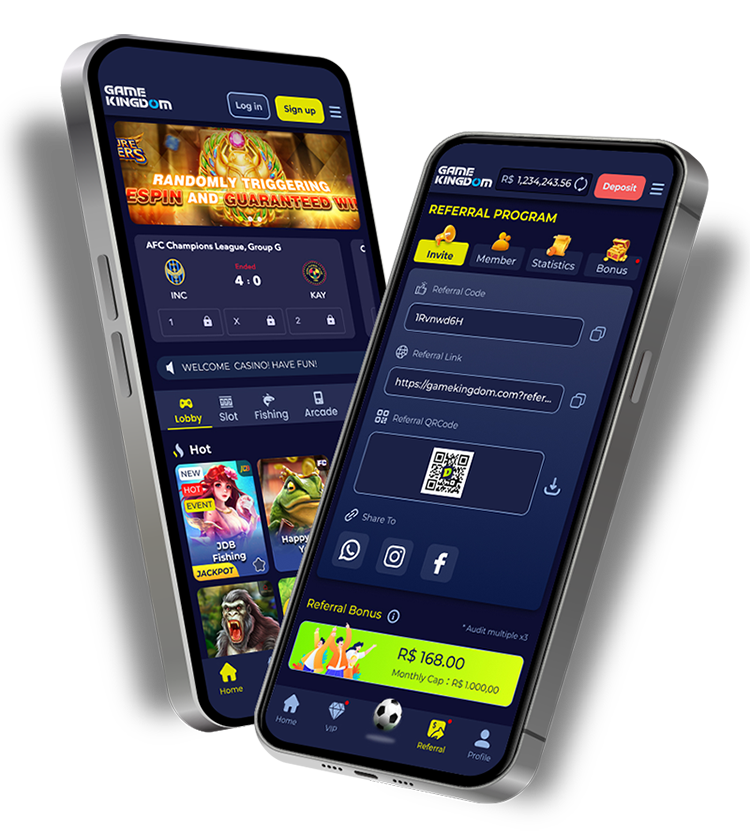 GAME
KINGDOM
Log in
Sign up
RANDOMLY TRIGGERING
ESPIN AND GUARANTEED WI
AFC Champions League, Group G
Ended
4 : 0
INC
KAY
1
X
2
WELCOME CASINO! HAVE FUN!
Lobby
Slot
Fishing
Arcade
Hot
NEW
HOT
EVENT
JDB
Fishing
JACKPOT
FC
Happy
Home
GAME
KINGDOM
R$ 1,234,243.56
Deposit
REFERRAL PROGRAM
Invite
Member
Statistics
Bonus
Referral Code
1Rvnwd6H
Referral Link
https://gamekingdom.com?refer...
Referral QRCode
Share To
Referral Bonus
* Audit multiple x3
R$ 168.00
Monthly Cap : R$ 1.000,00
Home
VIP
Referral
Profile